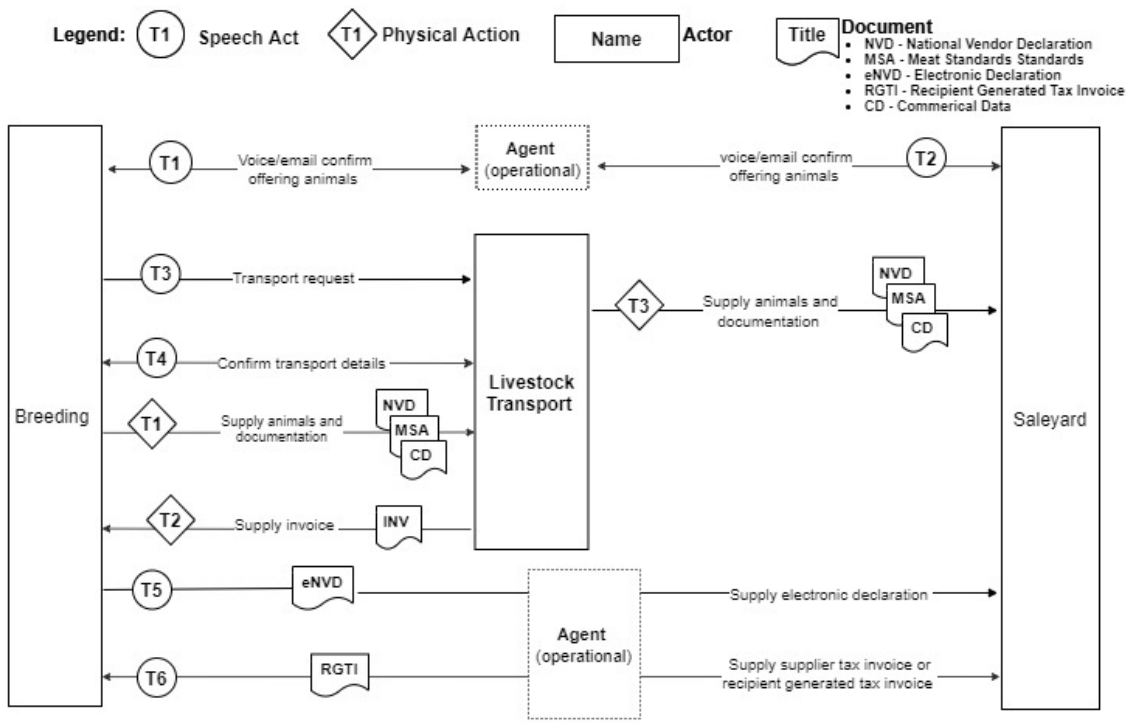 Legend:
T1
Speech Act
T1
Physical Action
Name
Actor
Title
Document
• NVD - National Vendor Declaration
• MSA - Meat Standards Standards
• eNVD - Electronic Declaration
• RGTI - Recipient Generated Tax Invoice
• CD - Commerical Data
T1
Voice/email confirm
offering animals
Agent
(operational)
voice/email confirm
offering animals
T2
T3
Transport request
T3
Supply animals and
documentation
NVD
MSA
CD
T4
Confirm transport details
Livestock
Transport
Breeding
Saleyard
T1
Supply animals and
documentation
NVD
MSA
CD
T2
Supply invoice
INV
T5
eNVD
Supply electronic declaration
Agent
(operational)
T6
RGTI
Supply supplier tax invoice or
recipient generated tax invoice